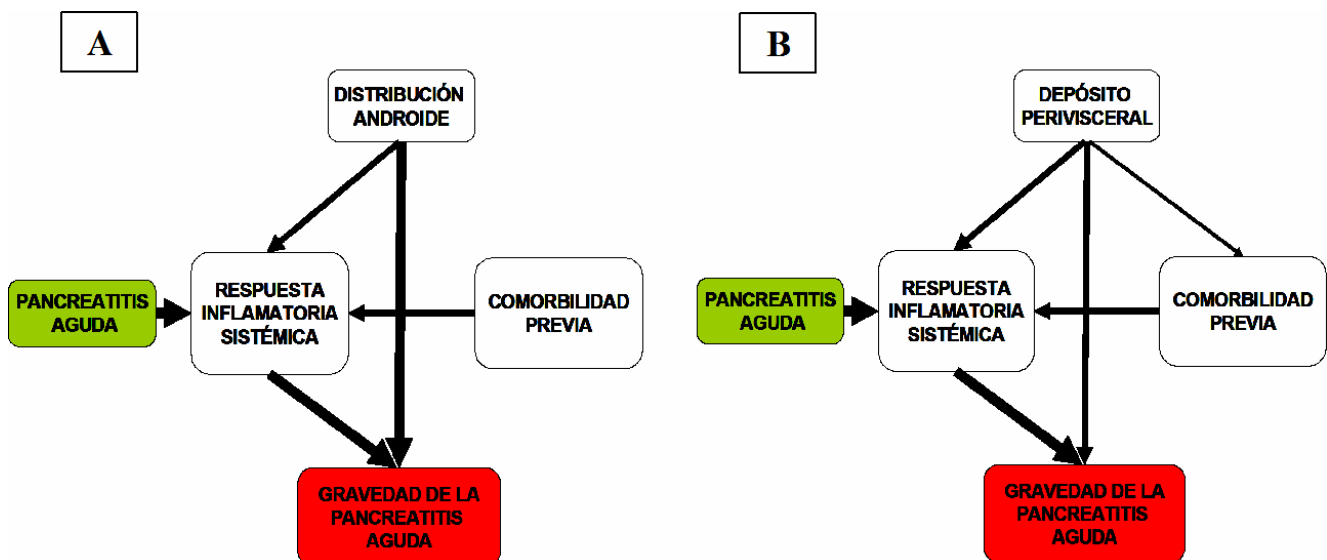 A
DISTRIBUCIÓN
ANDROIDE
PANCREATITIS
AGUDA
RESPUESTA
INFLAMATORIA
SISTÉMICA
COMORBILIDAD
PREVIA
GRAVEDAD DE LA
PANCREATITIS
AGUDA
B
DEPÓSITO
PERIVISCERAL
PANCREATITIS
AGUDA
RESPUESTA
INFLAMATORIA
SISTÉMICA
COMORBILIDAD
PREVIA
GRAVEDAD DE LA
PANCREATITIS
AGUDA